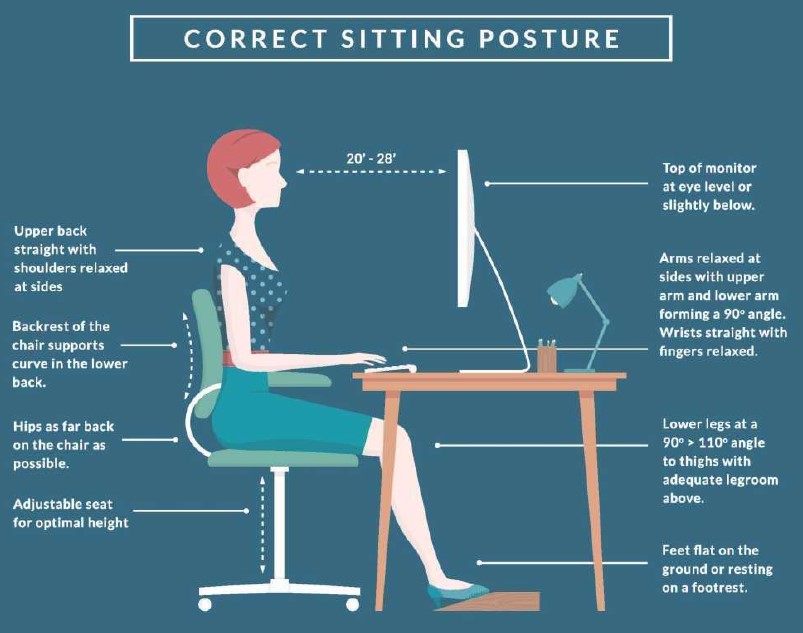 CORRECT SITTING POSTURE
20' - 28'
Top of monitor
at eye level or
slightly below.
Upper back
straight with
shoulders relaxed
at sides
Arms relaxed at
sides with upper
arm and lower arm
forming a 90° angle.
Wrists straight with
fingers relaxed.
Backrest of the
chair supports
curve in the lower
back.
Hips as far back
on the chair as
possible.
Lower legs at a
90° > 110° angle
to thighs with
adequate legroom
above.
Adjustable seat
for optimal height
Feet flat on the
ground or resting
on a footrest.